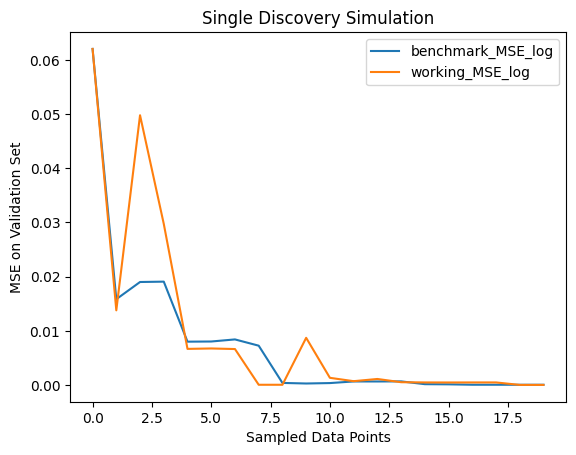 Single Discovery Simulation
benchmark_MSE_log
working_MSE_log
MSE on Validation Set
0.06
0.05
0.04
0.03
0.02
0.01
0.00
0.0 2.5 5.0 7.5 10.0 12.5 15.0 17.5
Sampled Data Points